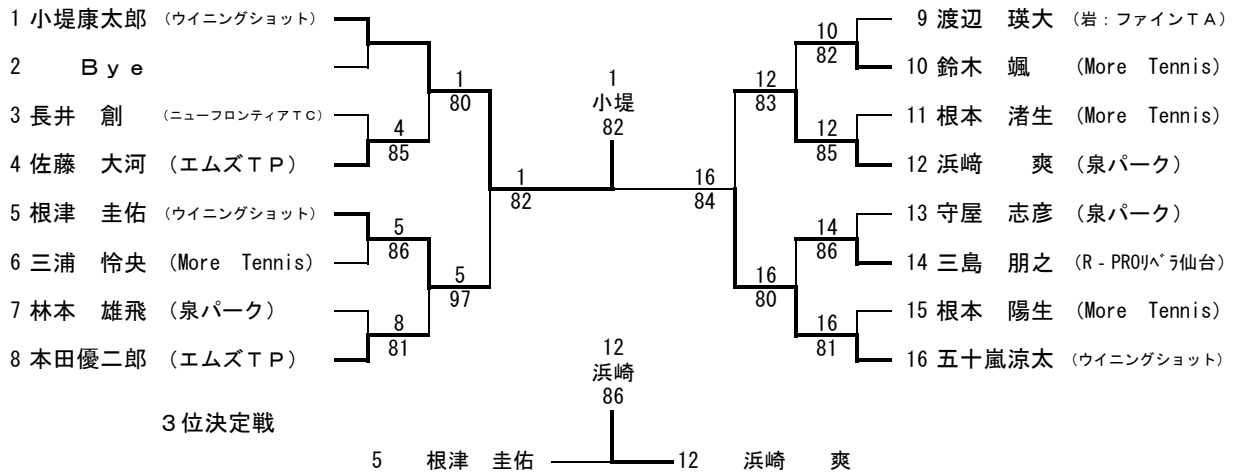 1 小堤康太郎 (ウイニングショット)
2 Bye
3 長井 創 (ニューフロンティアTC)
4 佐藤 大河 (エムズTP)
5 根津 圭佑 (ウイニングショット)
6 三浦 怜央 (More Tennis)
7 林本 雄飛 (泉パーク)
8 本田優二郎 (エムズTP)
4
85
5
86
8
81
1
80
5
97
1
82
1
小堤
82
16
84
12
83
16
80
10
82
12
85
14
86
16
81
9 渡辺 瑛大 (岩：ファインTA)
10 鈴木 颯 (More Tennis)
11 根本 渚生 (More Tennis)
12 浜﨑 爽 (泉パーク)
13 守屋 志彦 (泉パーク)
14 三島 朋之 (R-PROﾘﾍﾞﾗ仙台)
15 根本 陽生 (More Tennis)
16 五十嵐涼太 (ウイニングショット)
3位決定戦
12
浜崎
86
5 根津 圭佑
12 浜崎 爽